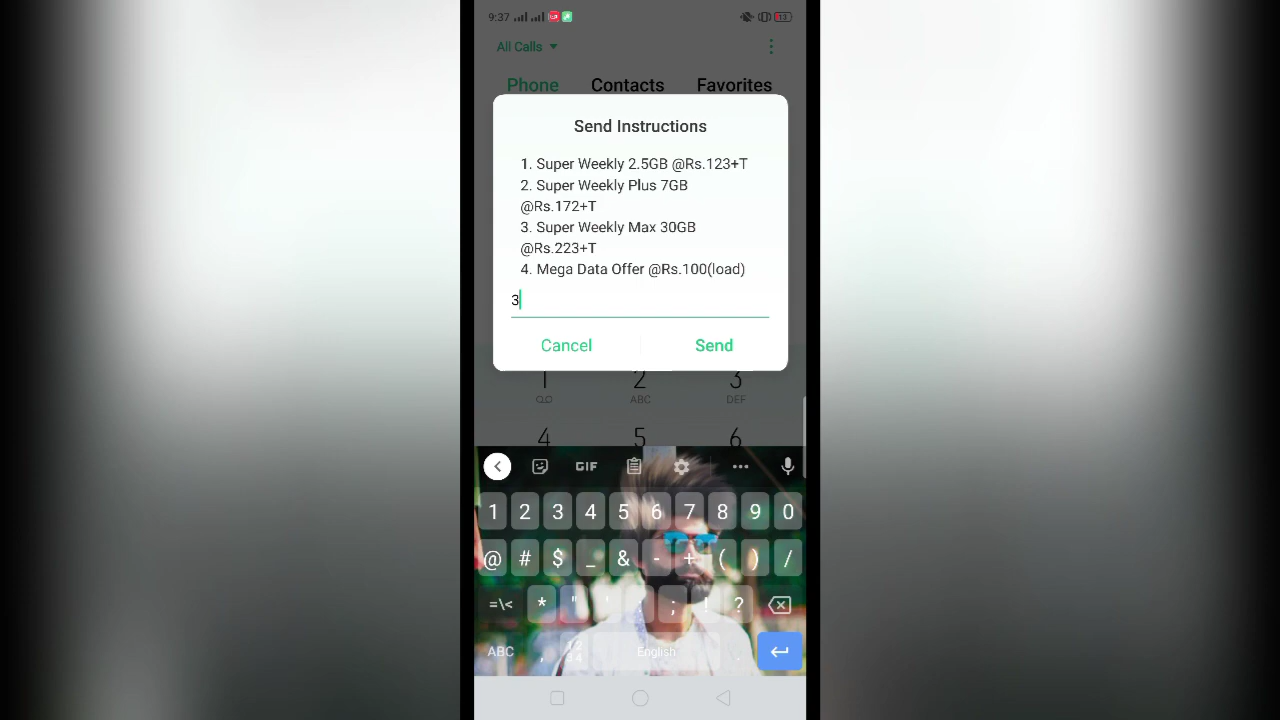 9:37
13
All Calls
Phone Contacts Favorites
Send Instructions
1. Super Weekly 2.5GB @Rs.123+T
2. Super Weekly Plus 7GB
@Rs.172+T
3. Super Weekly Max 30GB
@Rs.223+T
4. Mega Data Offer @Rs.100(load)
3
Cancel Send
1 2 3
ABC DEF
4 5 6
GIF
1 2 3 4 5 6 7 8 9 0
@ # $ _ & - + ( ) /
=\< * " ' : ; ! ?
ABC , 12 34 English .